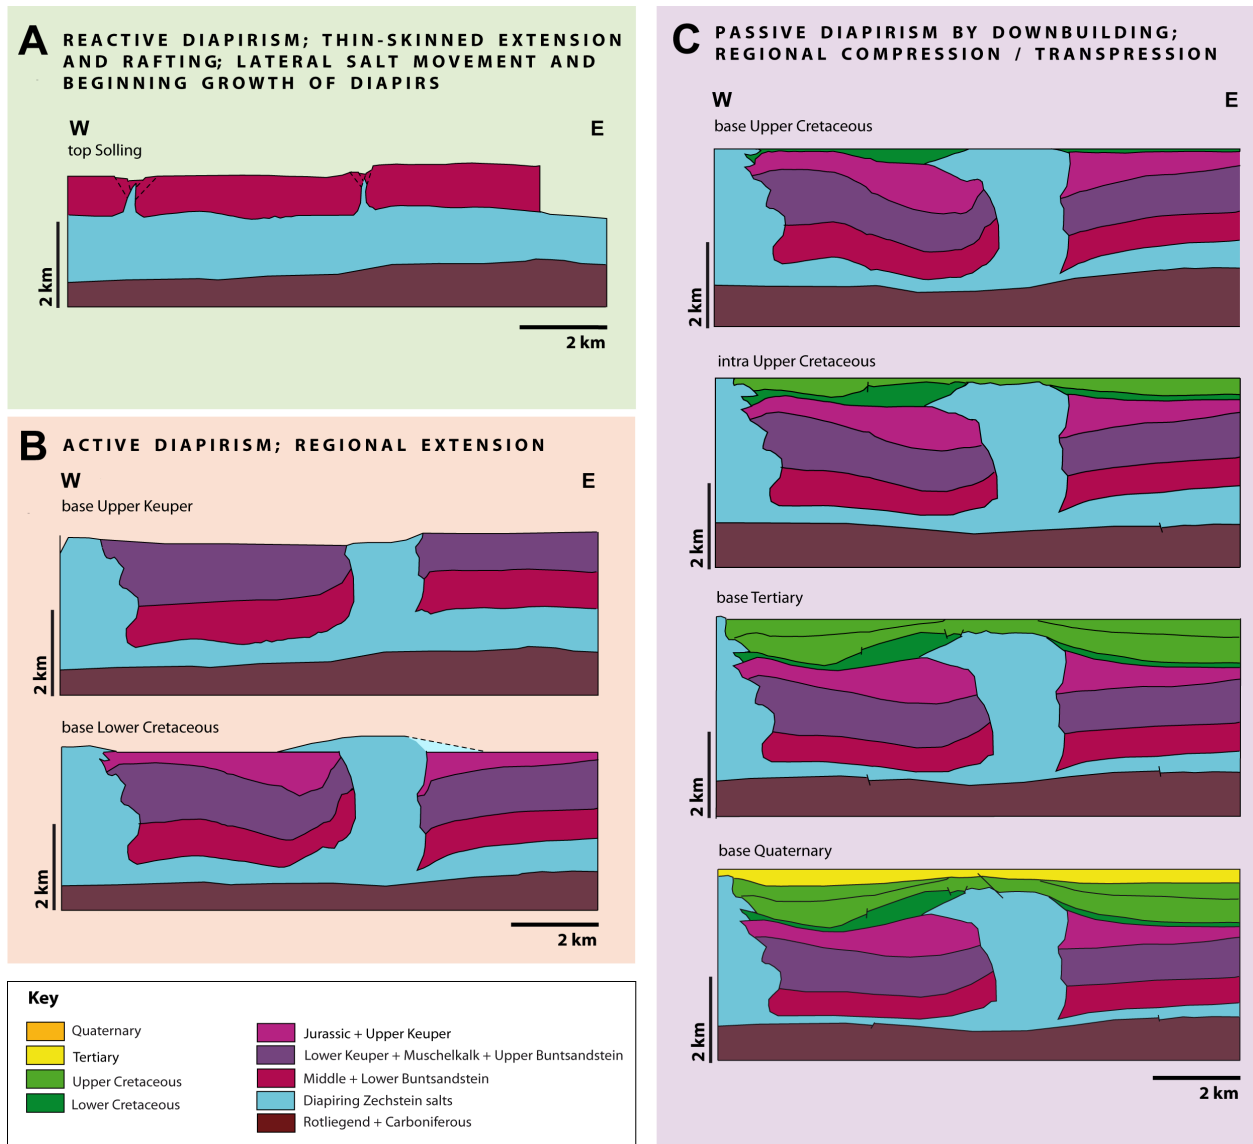 A
REACTIVE DIAPIRISM; THIN-SKINNED EXTENSION
AND RAFTING; LATERAL SALT MOVEMENT AND
BEGINNING GROWTH OF DIAPIRS
W
E
top Solling
2 km
2 km
B
ACTIVE DIAPIRISM; REGIONAL EXTENSION
W
E
base Upper Keuper
2 km
base Lower Cretaceous
2 km
2 km
C
PASSIVE DIAPIRISM BY DOWNBUILDING;
REGIONAL COMPRESSION / TRANSPRESSION
W
E
base Upper Cretaceous
2 km
intra Upper Cretaceous
2 km
base Tertiary
2 km
base Quaternary
2 km
2 km
Key
Quaternary
Tertiary
Upper Cretaceous
Lower Cretaceous
Jurassic + Upper Keuper
Lower Keuper + Muschelkalk + Upper Buntsandstein
Middle + Lower Buntsandstein
Diapiring Zechstein salts
Rotliegend + Carboniferous